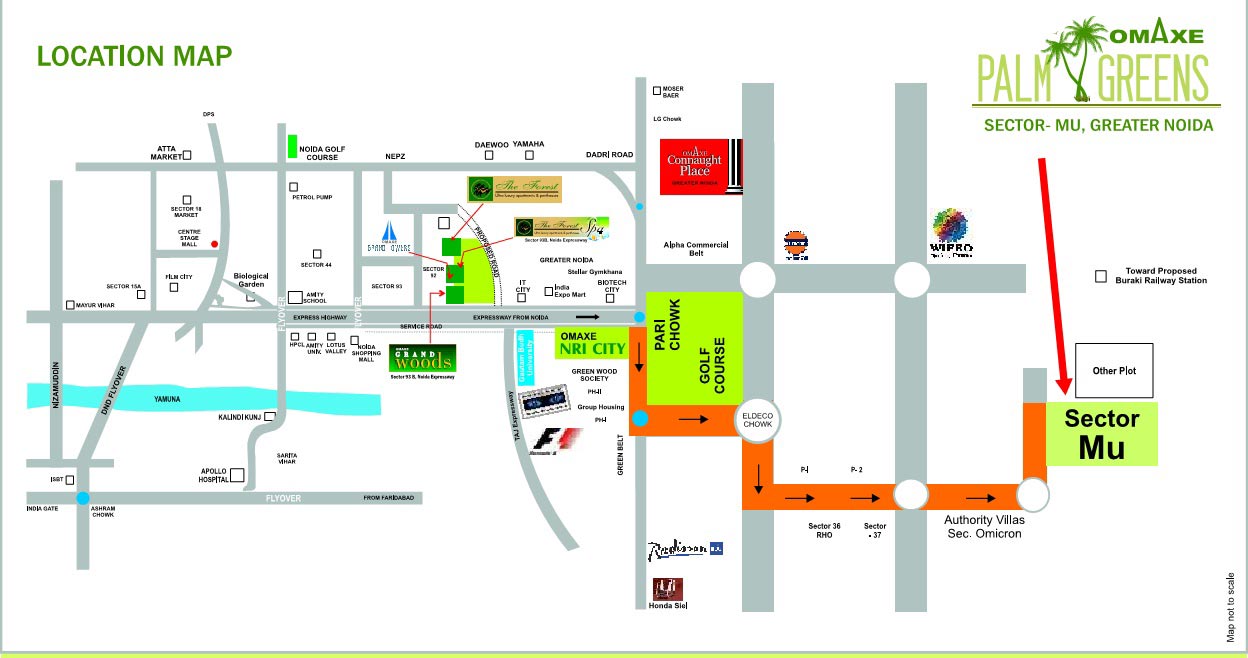 LOCATION MAP
OMAXE
PALM GREENS
SECTOR- MU, GREATER NOIDA
MOSER
BAER
LG Chowk
DPS
ATTA
MARKET
NOIDA GOLF
COURSE
NEPZ
DAEWOO
YAMAHA
DADRI ROAD
OMAXE
Connaught
Place
GREATER NOIDA
PETROL PUMP
The Forest
Ultra luxury apartments & penthouses
SECTOR 18
MARKET
CENTRE
STAGE
MALL
OMAXE
The Forest
Spa
Sector 93B, Noida Expressway
PROPOSED ROAD
Alpha Commercial
Belt
WIPRO
SECTOR 44
SECTOR
92
GREATER NOIDA
Stellar Gymkhana
Toward Proposed
Buraki Railway Station
FILM CITY
Biological
Garden
SECTOR 15A
SECTOR 93
IT
CITY
India
Expo Mart
BIOTECH
CITY
MAYUR VIHAR
AMITY
SCHOOL
FLYOVER
FLYOVER
EXPRESS HIGHWAY
EXPRESSWAY FROM NOIDA
SERVICE ROAD
PARI
CHOWK
GOLF
COURSE
HPCL
AMITY
UNIV.
LOTUS
VALLEY
NOIDA
SHOPPING
MALL
OMAXE
GRAND
woods
Sector 93 B, Noida Expressway
Gautam Budh
University
OMAXE
NRI CITY
GREEN WOOD
SOCIETY
PH-II
Group Housing
PH-I
Other Plot
NIZAMUDDIN
DND FLYOVER
YAMUNA
KALINDI KUNJ
TAJ Expressway
F1
ELDECO
CHOWK
Sector
Mu
GREEN BELT
SARITA
VIHAR
APOLLO
HOSPITAL
ISBT
P-I
P- 2
FLYOVER
FROM FARIDABAD
INDIA GATE
ASHRAM
CHOWK
Sector 36
RHO
Sector
- 37
Authority Villas
Sec. Omicron
Radisson
Honda Siel
Map not to scale